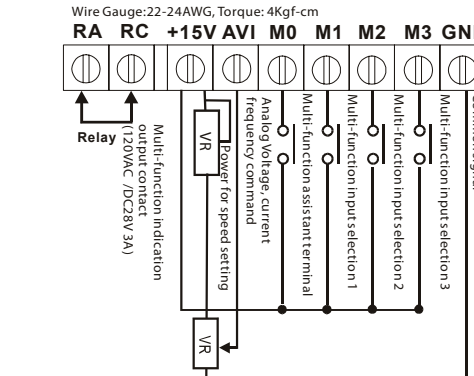 Wire Gauge:22-24AWG, Torque: 4Kgf-cm
RA RC +15V AVI M0 M1 M2 M3 GN
Relay
Multi-function indication
output contact
(120VAC /DC28V 3A)
VR
Power for speed setting
Analog Voltage, current
frequency command
Multi-function assistant terminal
Multi-function input selection 1
Multi-function input selection 2
Multi-function input selection 3
VR